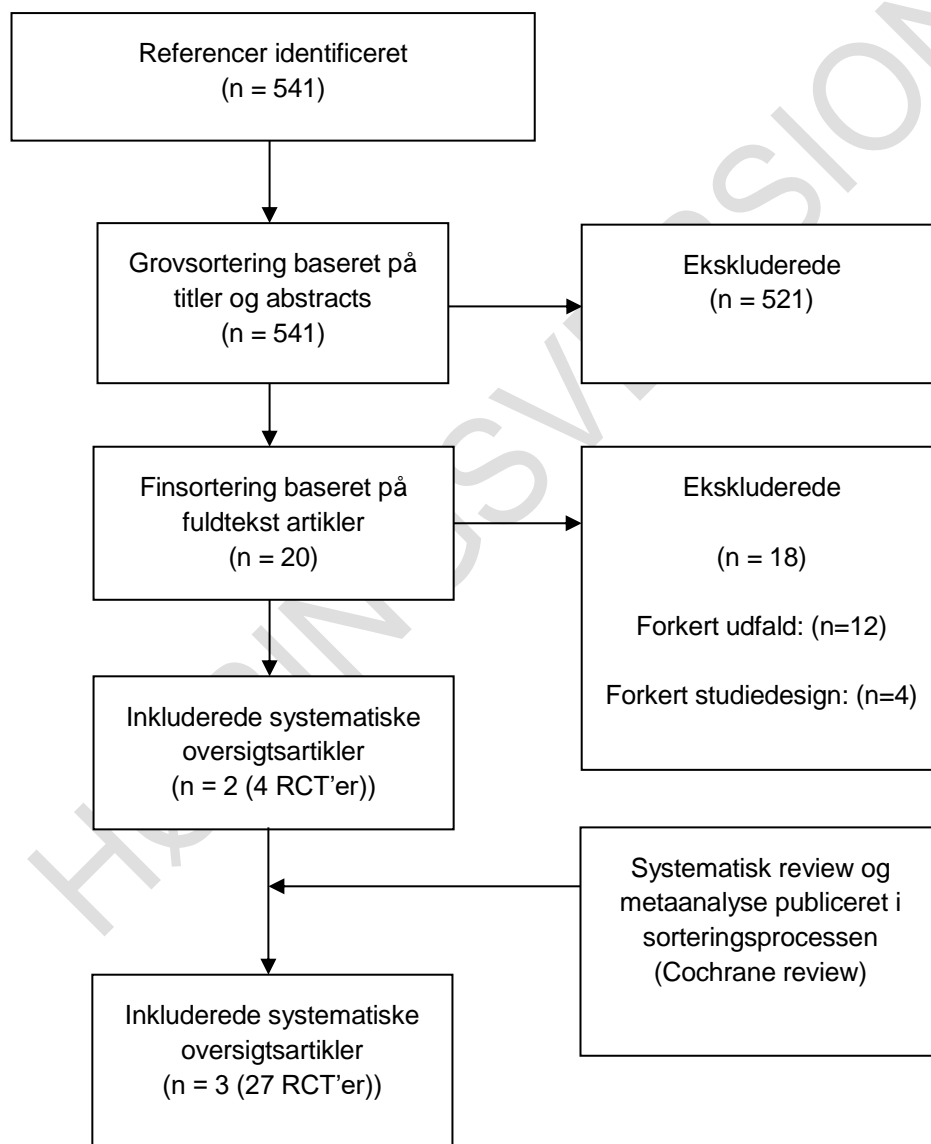 Referencer identificeret
(n = 541)
Grovsortering baseret på
titler og abstracts
(n = 541)
Ekskluderede
(n = 521)
Finsortering baseret på
fuldtekst artikler
(n = 20)
Ekskluderede
(n = 18)
Forkert udfald: (n=12)
Forkert studiedesign: (n=4)
Inkluderede systematiske
oversigtsartikler
(n = 2 (4 RCT’er))
Systematisk review og
metaanalyse publiceret i
sorteringsprocessen
(Cochrane review)
Inkluderede systematiske
oversigtsartikler
(n = 3 (27 RCT’er))